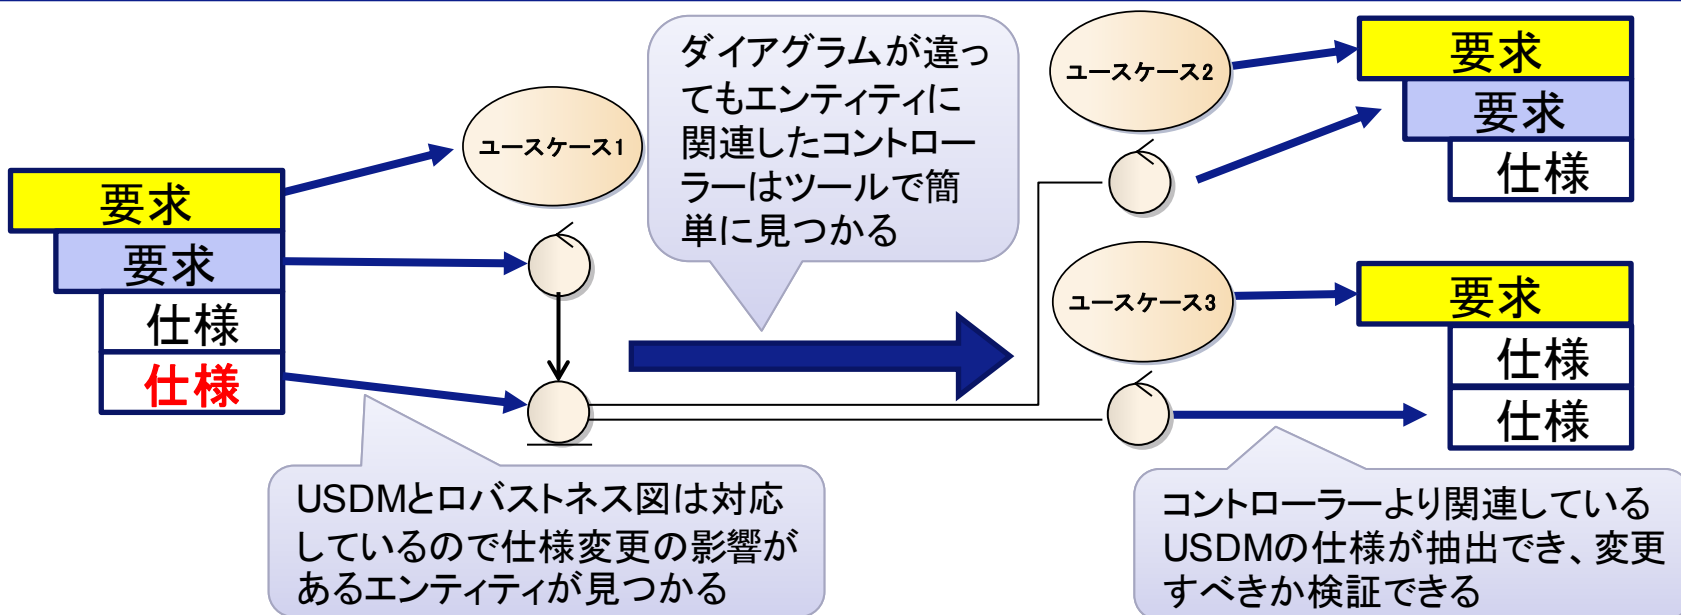 要求
要求
仕様
仕様
ユースケース1
ダイアグラムが違っ
てもエンティティに
関連したコントロー
ラーはツールで簡
単に見つかる
USDMとロバストネス図は対応
しているので仕様変更の影響が
あるエンティティが見つかる
ユースケース2
要求
要求
仕様
ユースケース3
要求
仕様
仕様
コントローラーより関連している
USDMの仕様が抽出でき、変更
すべきか検証できる